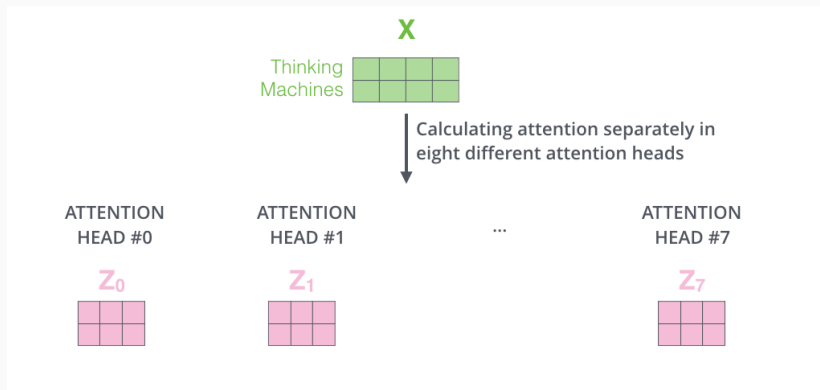 X
Thinking
Machines
Calculating attention separately in
eight different attention heads
ATTENTION
HEAD #0
ATTENTION
HEAD #1
...
ATTENTION
HEAD #7
Z0
Z1
Z7